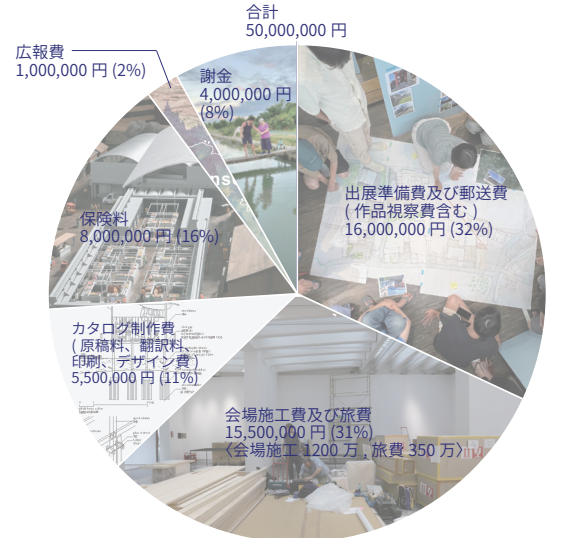 合計
50,000,000 円
広報費
1,000,000 円 (2%)
謝金
4,000,000 円
(8%)
出展準備費及び郵送費
( 作品視察費含む )
16,000,000 円 (32%)
保険料
8,000,000 円 (16%)
カタログ制作費
( 原稿料、翻訳料、
印刷、デザイン費 )
5,500,000 円 (11%)
会場施工費及び旅費
15,500,000 円 (31%)
〈会場施工 1200 万 , 旅費 350 万〉